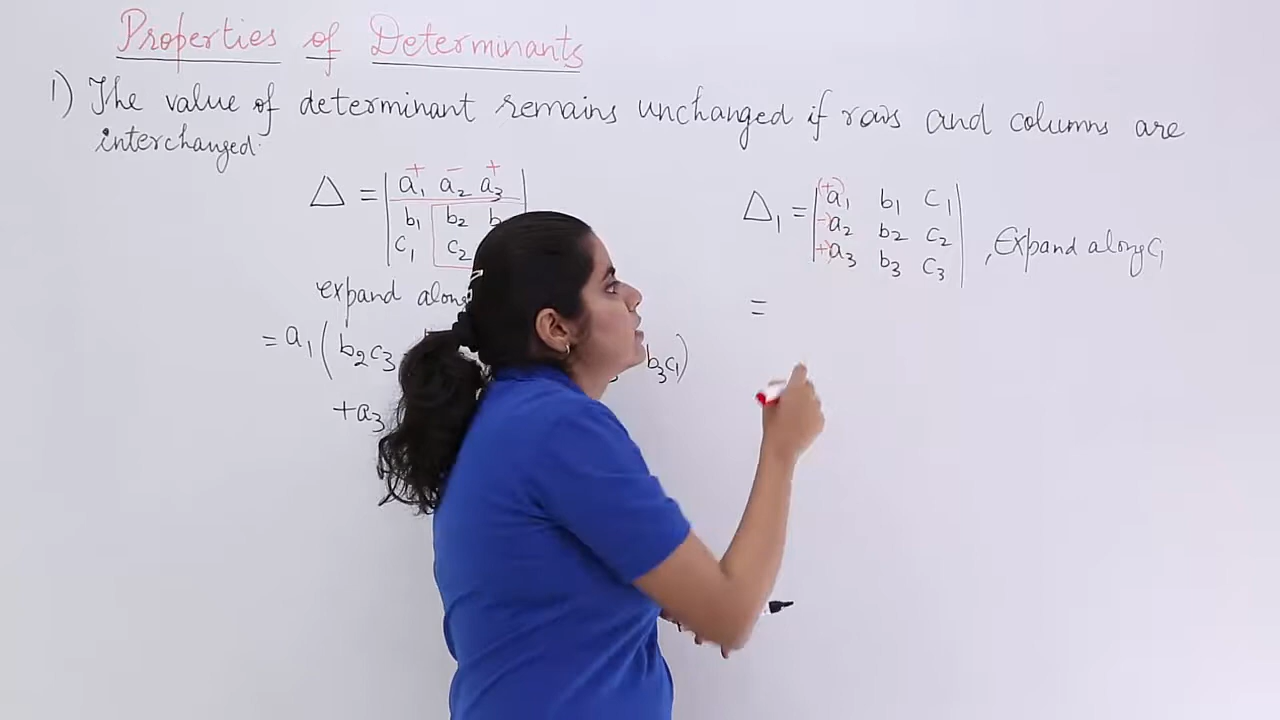 Properties of Determinants
1) The value of determinant remains unchanged if rows and columns are
interchanged.
+ − +
Δ = | a₁ a₂ a₃ |
b₁ b₂ b
c₁ c₂
expand along
= a₁ ( b₂c₃ b₃c₁)
+a₃
Δ₁ = | (+)a₁ b₁ c₁ |
(-)a₂ b₂ c₂ , Expand along C₁
(+)a₃ b₃ c₃
=